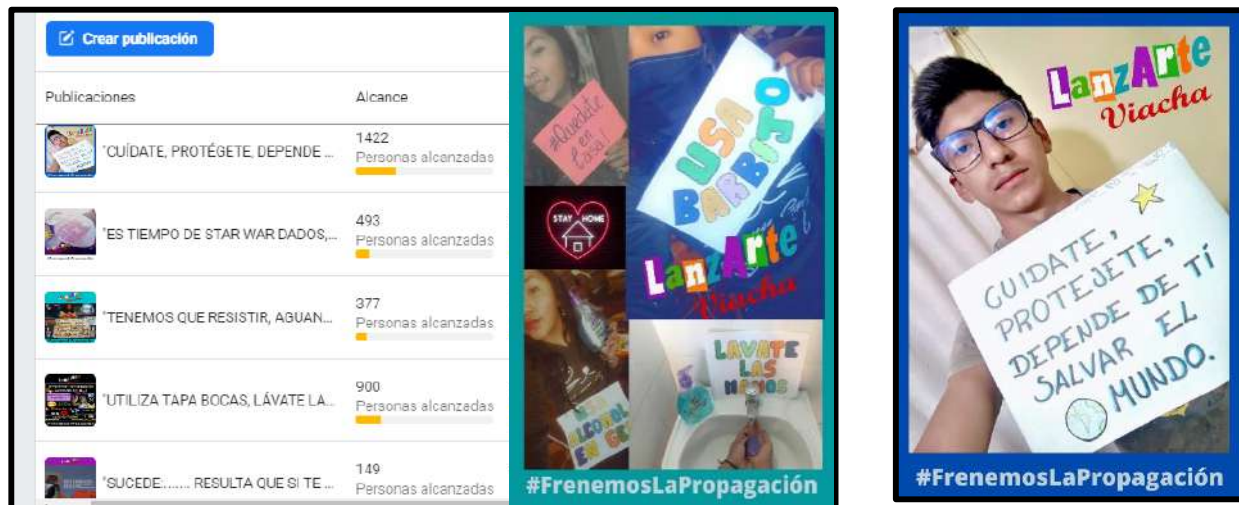 Crear publicación
Publicaciones Alcance
"CUÍDATE, PROTÉGETE, DEPENDE ... 1422
Personas alcanzadas
"ES TIEMPO DE STAR WAR DADOS,... 493
Personas alcanzadas
"TENEMOS QUE RESISTIR, AGUAN... 377
Personas alcanzadas
"UTILIZA TAPA BOCAS, LÁVATE LA... 900
Personas alcanzadas
"SUCEDE:...... RESULTA QUE SI TE ... 149
Personas alcanzadas
#Quedate
en
Casa!
USA
BARBIJO
STAY HOME
LanzArte
Viacha
ALCOHOL
EN GEL
LAVATE
LAS
MANOS
#FrenemosLaPropagación
LanzArte
Viacha
CUIDATE,
PROTEJETE,
DEPENDE DE TÍ
SALVAR EL
MUNDO.
#FrenemosLaPropagación